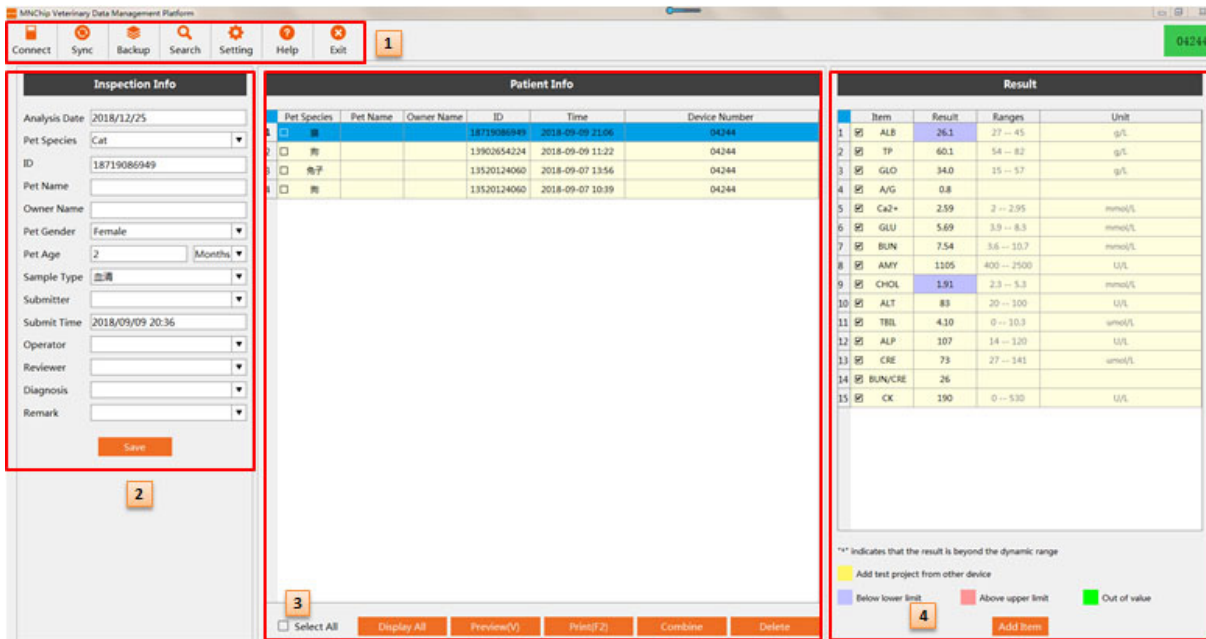 MNChip Veterinary Data Management Platform
Connect Sync Backup Search Setting Help Exit
1
04244
Inspection Info
Analysis Date 2018/12/25
Pet Species Cat
ID 18719086949
Pet Name
Owner Name
Pet Gender Female
Pet Age 2 Months
Sample Type 血清
Submitter
Submit Time 2018/09/09 20:36
Operator
Reviewer
Diagnosis
Remark
Save
2
Patient Info
Pet Species Pet Name Owner Name ID Time Device Number
1 猫 18719086949 2018-09-09 21:06 04244
2 狗 13902654224 2018-09-09 11:22 04244
3 兔子 13520124060 2018-09-07 13:56 04244
4 狗 13520124060 2018-09-07 10:39 04244
3
Select All Display All Preview(V) Print(F2) Combine Delete
Result
Item Result Ranges Unit
1 ALB 26.1 27 -- 45 g/L
2 TP 60.1 54 -- 82 g/L
3 GLO 34.0 15 -- 57 g/L
4 A/G 0.8
5 Ca2+ 2.59 2 -- 2.95 mmol/L
6 GLU 5.69 3.9 -- 8.3 mmol/L
7 BUN 7.54 3.6 -- 10.7 mmol/L
8 AMY 1105 400 -- 2500 U/L
9 CHOL 1.91 2.3 -- 5.3 mmol/L
10 ALT 83 20 -- 100 U/L
11 TBIL 4.10 0 -- 10.3 umol/L
12 ALP 107 14 -- 120 U/L
13 CRE 73 27 -- 141 umol/L
14 BUN/CRE 26
15 CK 190 0 -- 530 U/L
"*" indicates that the result is beyond the dynamic range
Add test project from other device
Below lower limit Above upper limit Out of value
4
Add Item